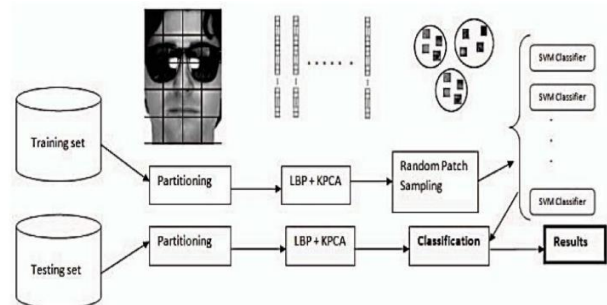 SVM Classifier
SVM Classifier
Training set
Partitioning
LBP + KPCA
Random Patch
Sampling
SVM Classifier
Testing set
Partitioning
LBP + KPCA
Classification
Results